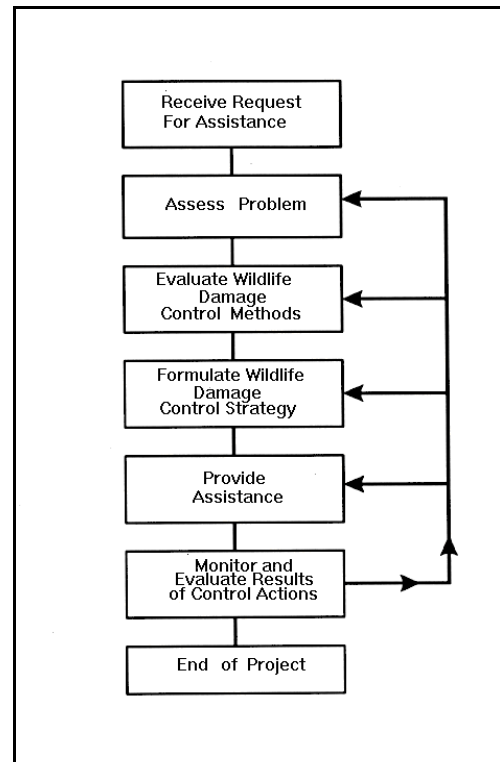 Receive Request
For Assistance
Assess Problem
Evaluate Wildlife
Damage
Control Methods
Formulate Wildlife
Damage
Control Strategy
Provide
Assistance
Monitor and
Evaluate Results
of Control Actions
End of Project